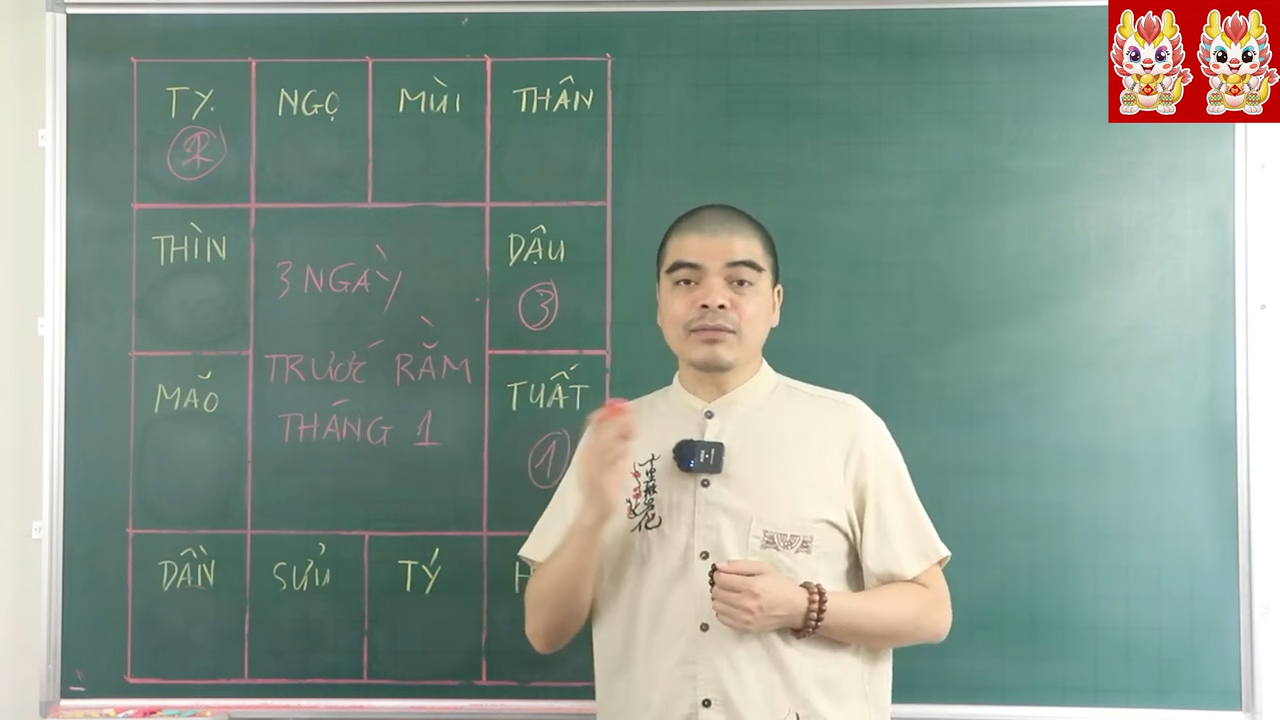 TỴ
NGỌ
MÙI
THÂN
THÌN
DẬU
3
3 NGÀY
TRƯỚC RẰM
THÁNG 1
MÃO
TUẤT
1
DẦN
SỬU
TÝ
H